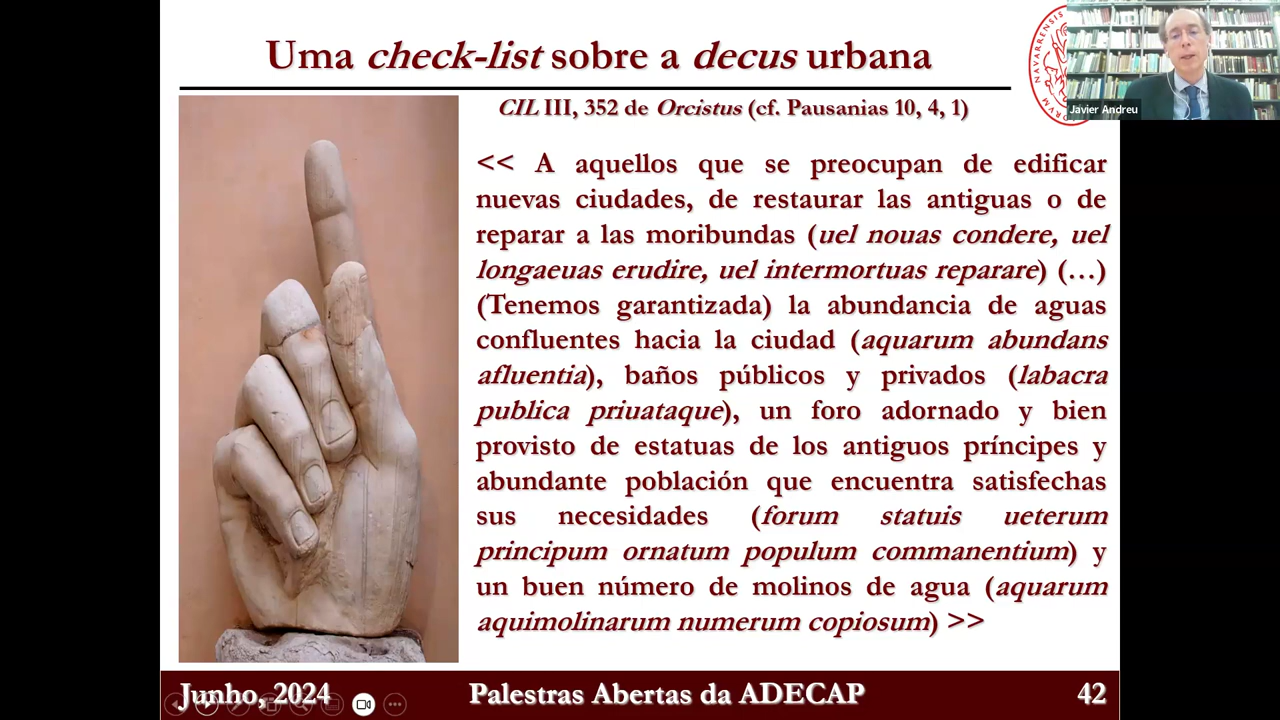 Uma check-list sobre a decus urbana
NAVARRENSIS
Javier Andreu
CIL III, 352 de Orcistus (cf. Pausanias 10, 4, 1)
<< A aquellos que se preocupan de edificar
nuevas ciudades, de restaurar las antiguas o de
reparar a las moribundas (uel nouas condere, uel
longaeuas erudire, uel intermortuas reparare) (…)
(Tenemos garantizada) la abundancia de aguas
confluentes hacia la ciudad (aquarum abundans
afluentia), baños públicos y privados (labacra
publica priuataque), un foro adornado y bien
provisto de estatuas de los antiguos príncipes y
abundante población que encuentra satisfechas
sus necesidades (forum statuis ueterum
principum ornatum populum commanentium) y
un buen número de molinos de agua (aquarum
aquimolinarum numerum copiosum) >>
Junho, 2024
Palestras Abertas da ADECAP
42